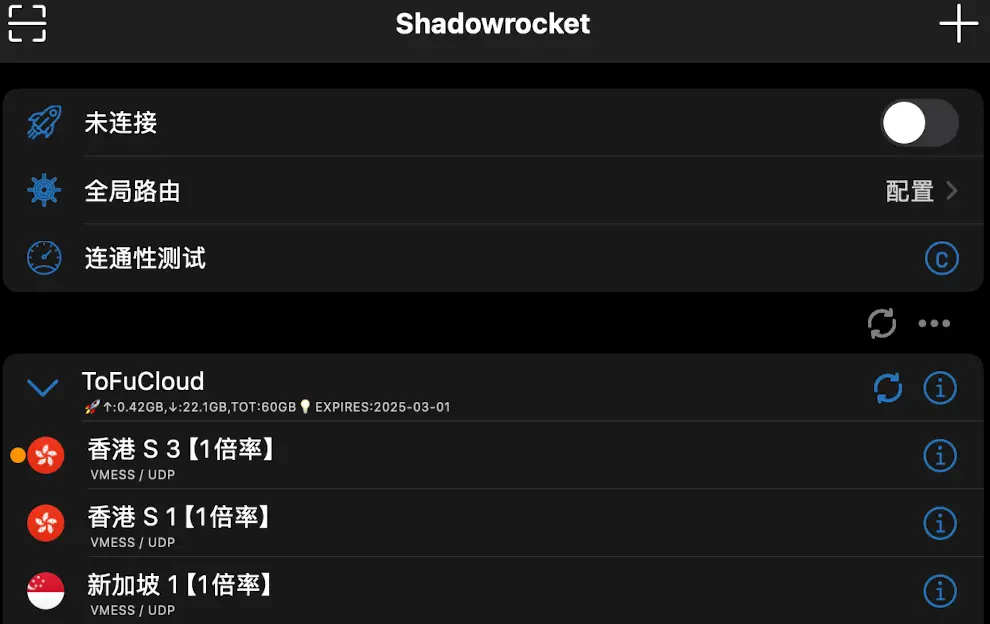 Shadowrocket
未连接
全局路由 配置
连通性测试 C
ToFuCloud
🚀↑:0.42GB,↓:22.1GB,TOT:60GB💡EXPIRES:2025-03-01
香港 S 3【1倍率】
VMESS / UDP
香港 S 1【1倍率】
VMESS / UDP
新加坡 1【1倍率】
VMESS / UDP